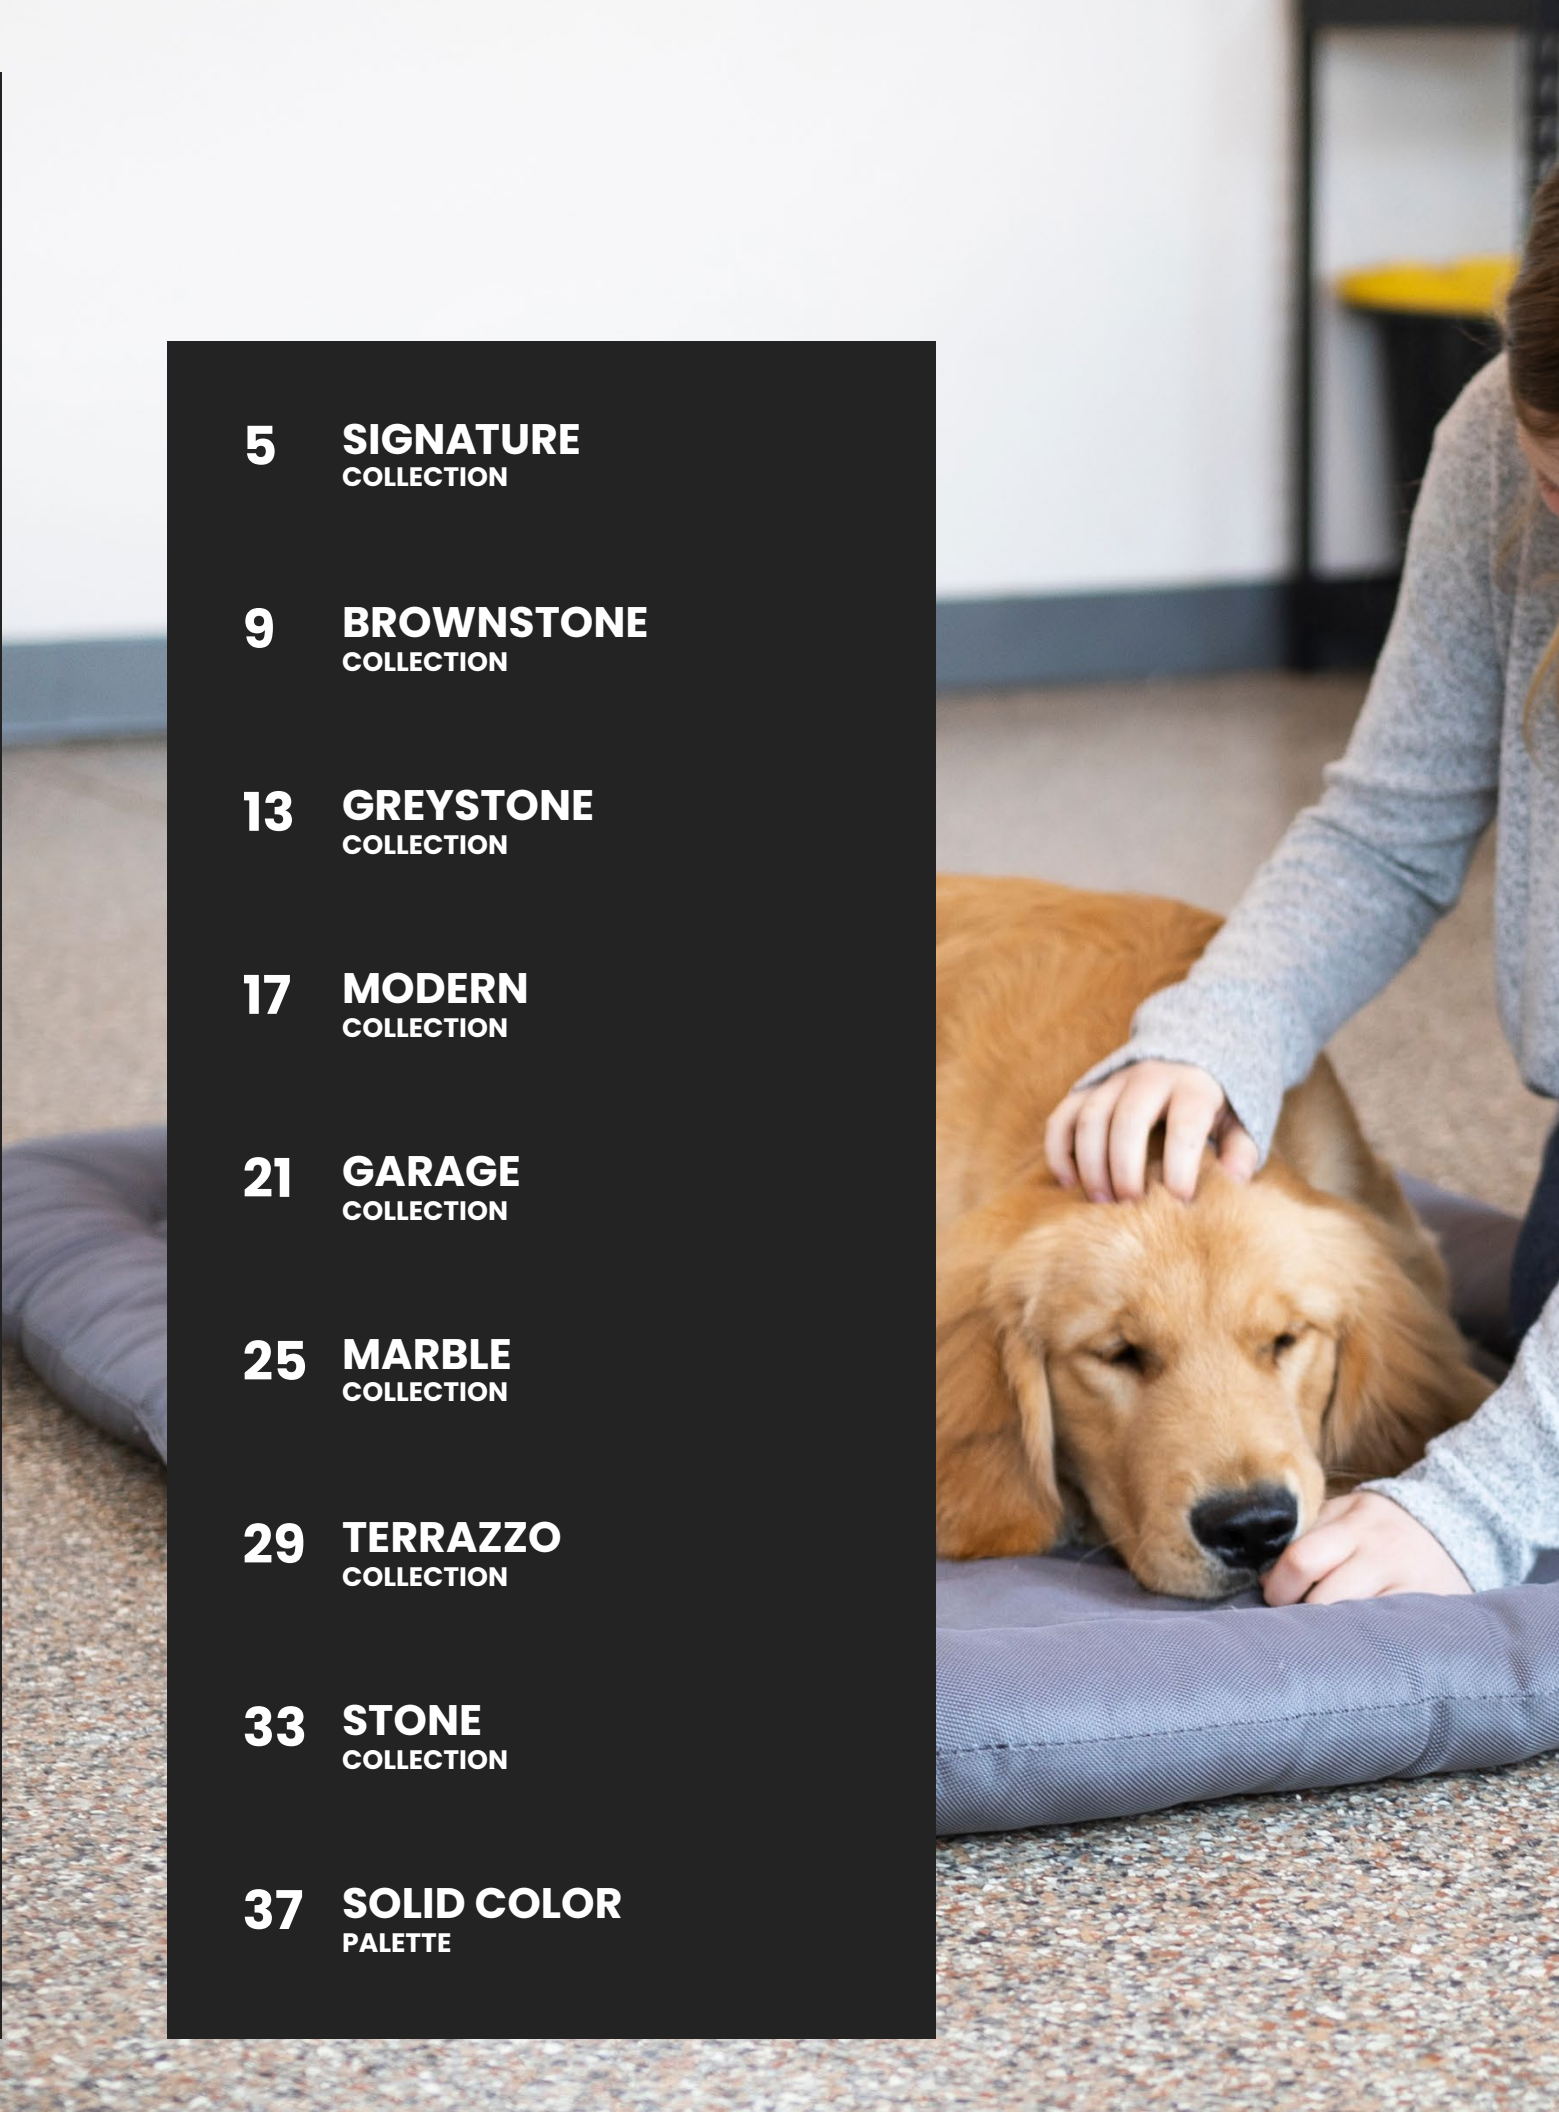 5 SIGNATURE
COLLECTION
9 BROWNSTONE
COLLECTION
13 GREYSTONE
COLLECTION
17 MODERN
COLLECTION
21 GARAGE
COLLECTION
25 MARBLE
COLLECTION
29 TERRAZZO
COLLECTION
33 STONE
COLLECTION
37 SOLID COLOR
PALETTE